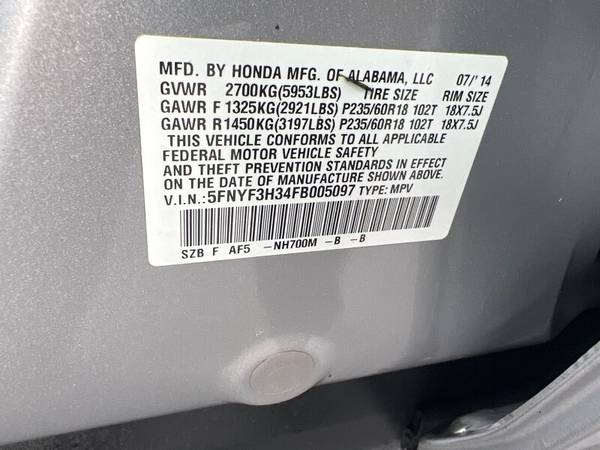 MFD. BY HONDA MFG. OF ALABAMA, LLC 07/'14
GVWR 2700KG(5953LBS) TIRE SIZE RIM SIZE
GAWR F 1325KG(2921LBS) P235/60R18 102T 18X7.5J
GAWR R1450KG(3197LBS) P235/60R18 102T 18X7.5J
THIS VEHICLE CONFORMS TO ALL APPLICABLE
FEDERAL MOTOR VEHICLE SAFETY
AND THEFT PREVENTION STANDARDS IN EFFECT
ON DATE OF MANUFACTURE SHOWN ABOVE.
V.I.N.:5FNYF3H34FB005097 TYPE: MPV
SZB F AF5 -NH700M -B -B